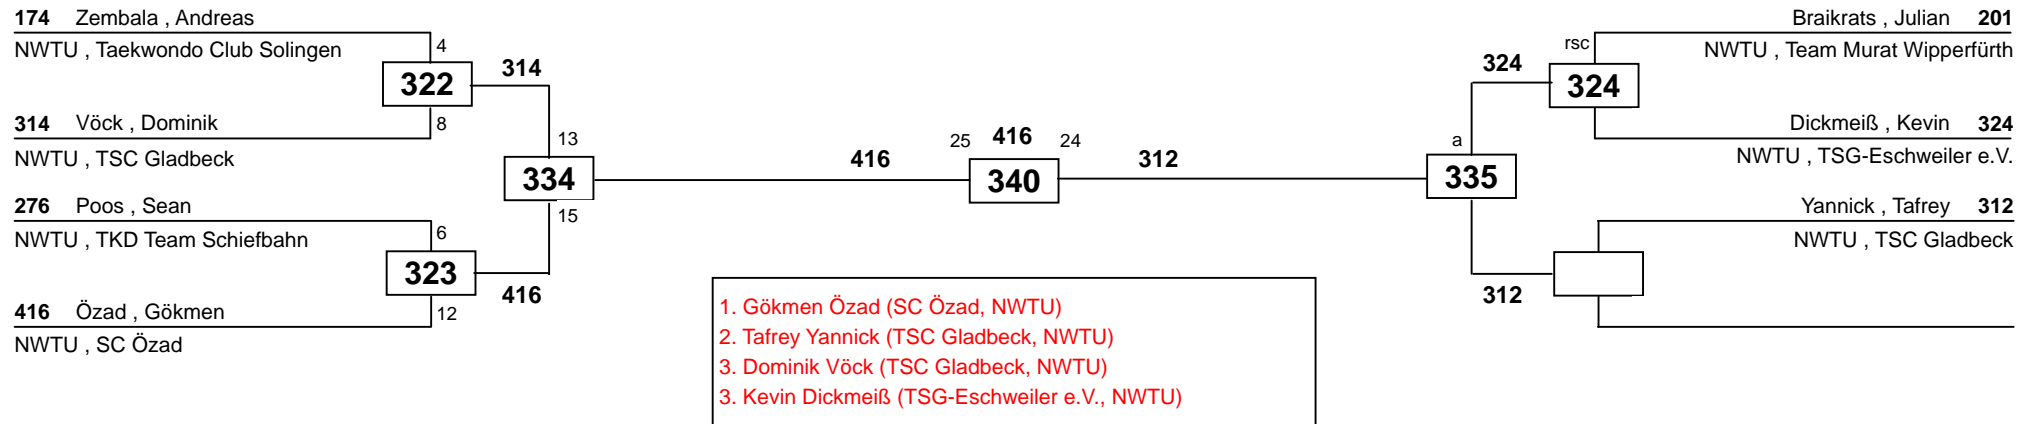 174 Zembala , Andreas
NWTU , Taekwondo Club Solingen
4
322
314
314 Vöck , Dominik
8
NWTU , TSC Gladbeck
13
334
416
15
276 Poos , Sean
NWTU , TKD Team Schiefbahn
6
323
416
416 Özad , Gökmen
12
NWTU , SC Özad
25 416 24
340
312
Braikrats , Julian 201
rsc
NWTU , Team Murat Wipperfürth
324
324
Dickmeiß , Kevin 324
a
NWTU , TSG-Eschweiler e.V.
335
Yannick , Tafrey 312
NWTU , TSC Gladbeck
312
1. Gökmen Özad (SC Özad, NWTU)
2. Tafrey Yannick (TSC Gladbeck, NWTU)
3. Dominik Vöck (TSC Gladbeck, NWTU)
3. Kevin Dickmeiß (TSG-Eschweiler e.V., NWTU)